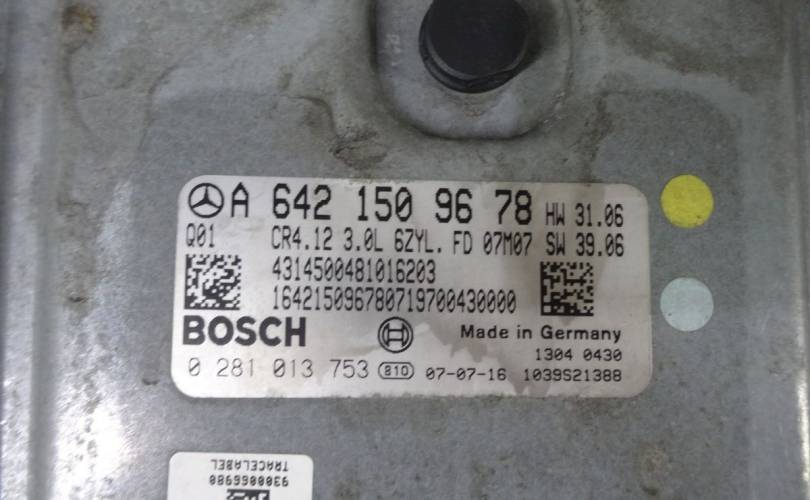 A 642 150 96 78 HW 31.06
Q01 CR4.12 3.0L 6ZYL. FD 07M07 SW 39.06
4314500481016203
164215096780719700430000
BOSCH Made in Germany
1304 0430
0 281 013 753 810 07-07-16 1039S21388
TRACELABEL